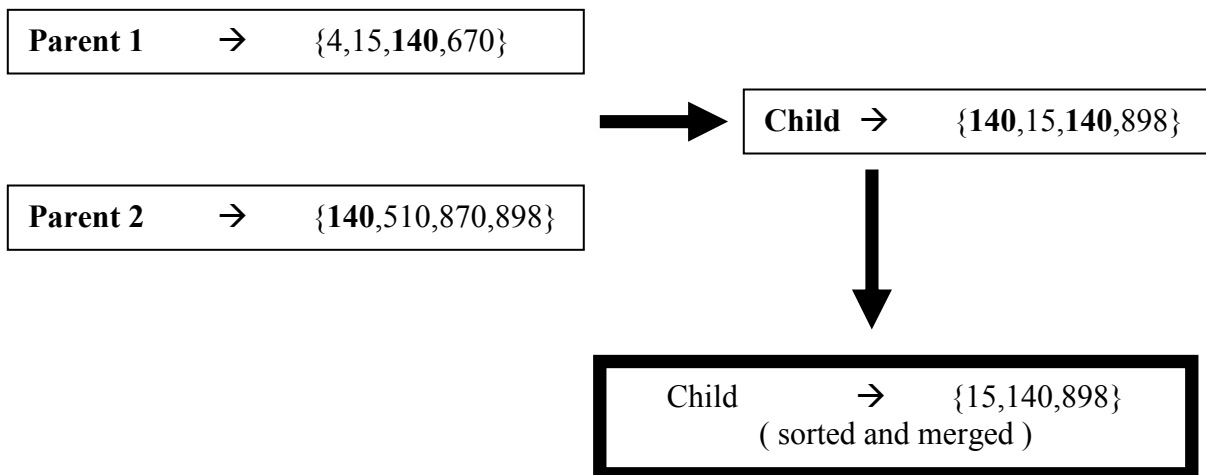 Parent 1 → {4,15,140,670}
Child → {140,15,140,898}
Parent 2 → {140,510,870,898}
Child → {15,140,898}
( sorted and merged )